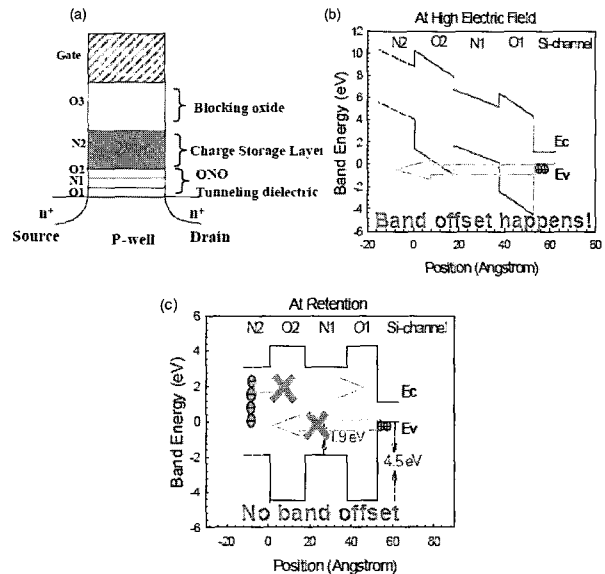 (a)
Gate
O3
Blocking oxide
N2
Charge Storage Layer
O2
ONO
N1
Tunneling dielectric
O1
n+ n+
Source P-well Drain
(b)
At High Electric Field
N2 O2 N1 O1 Si-channel
Band Energy (eV)
12
10
8
6
4
2
0
-2
-4
-6
Ec
Ev
Band offset happens!
-20 0 20 40 60 80
Position (Angstrom)
(c)
At Retention
N2 O2 N1 O1 Si-channel
Band Energy (eV)
6
4
2
0
-2
-4
-6
Ec
Ev
1.9 eV
4.5 eV
No band offset
-20 0 20 40 60 80
Position (Angstrom)